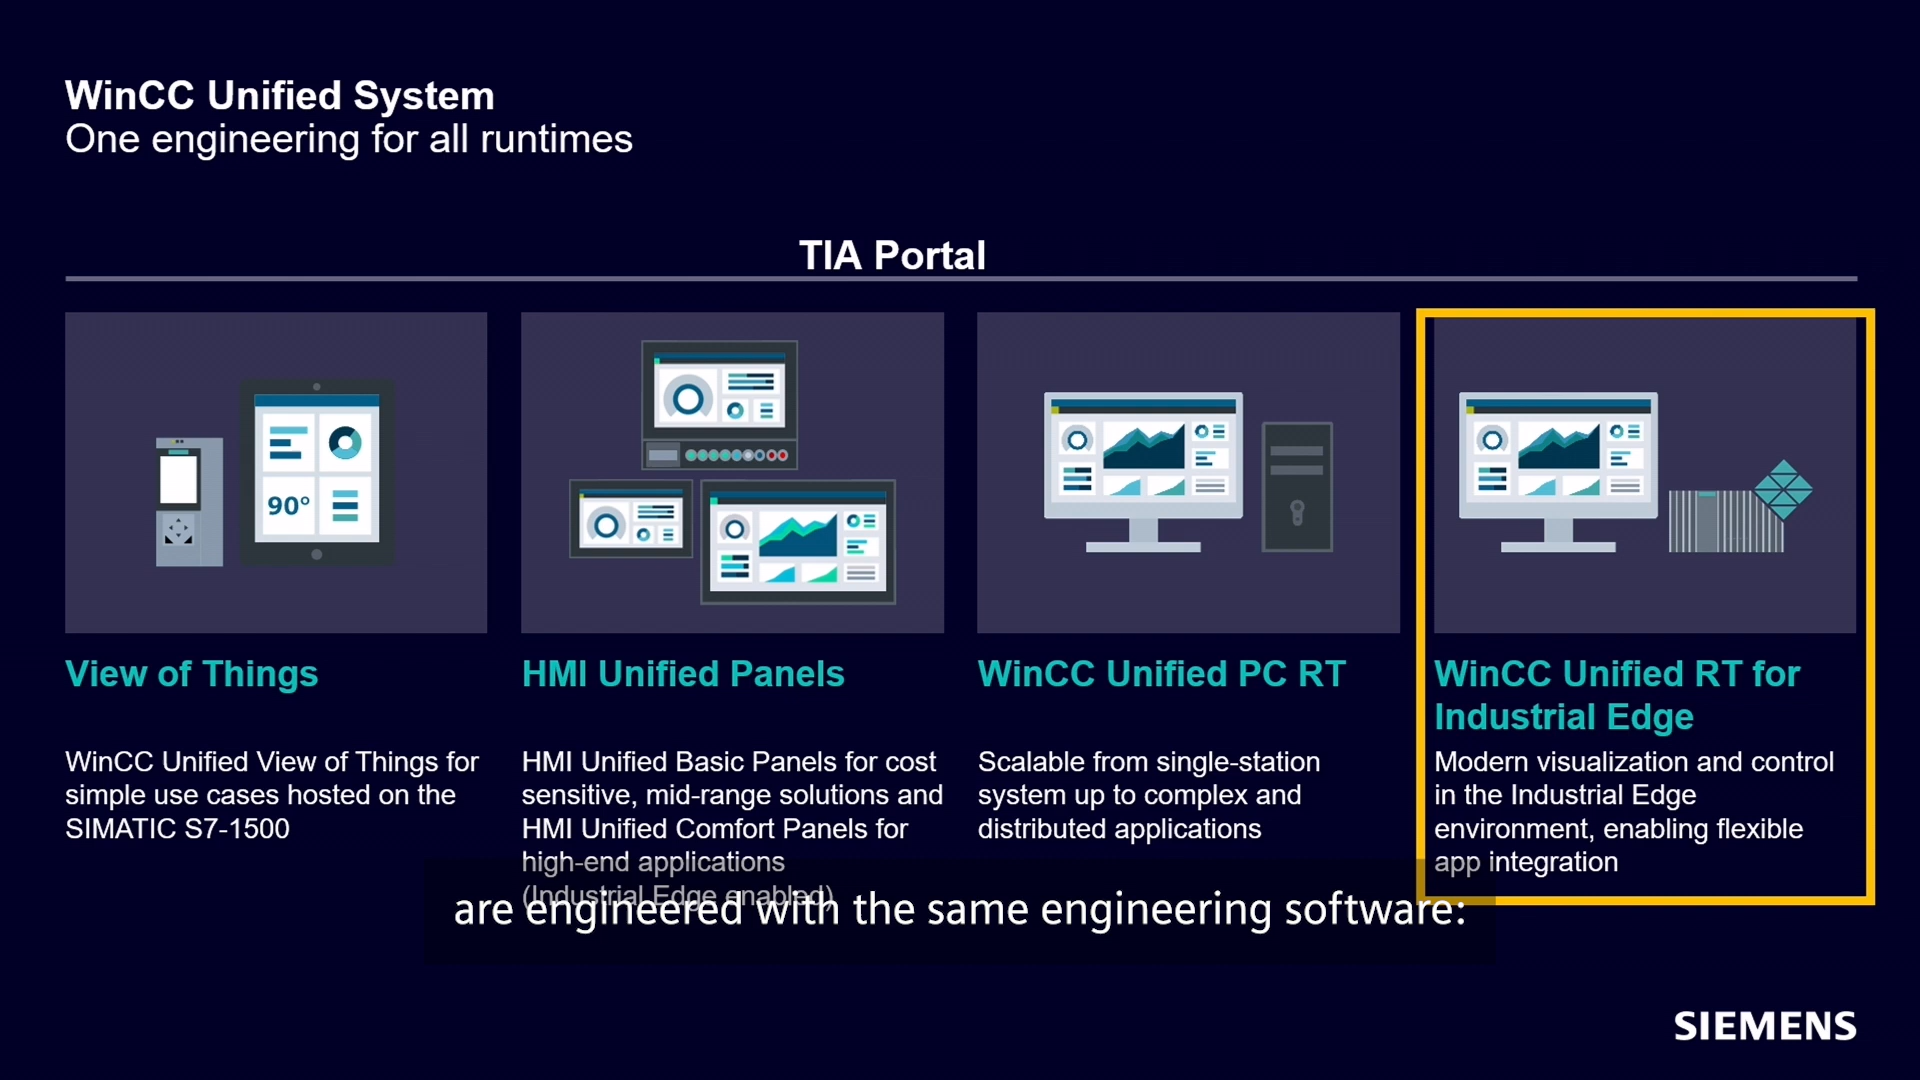 WinCC Unified System
One engineering for all runtimes
TIA Portal
90°
View of Things
WinCC Unified View of Things for
simple use cases hosted on the
SIMATIC S7-1500
HMI Unified Panels
HMI Unified Basic Panels for cost
sensitive, mid-range solutions and
HMI Unified Comfort Panels for
high-end applications
(Industrial Edge enabled)
WinCC Unified PC RT
Scalable from single-station
system up to complex and
distributed applications
WinCC Unified RT for
Industrial Edge
Modern visualization and control
in the Industrial Edge
environment, enabling flexible
app integration
are engineered with the same engineering software:
SIEMENS